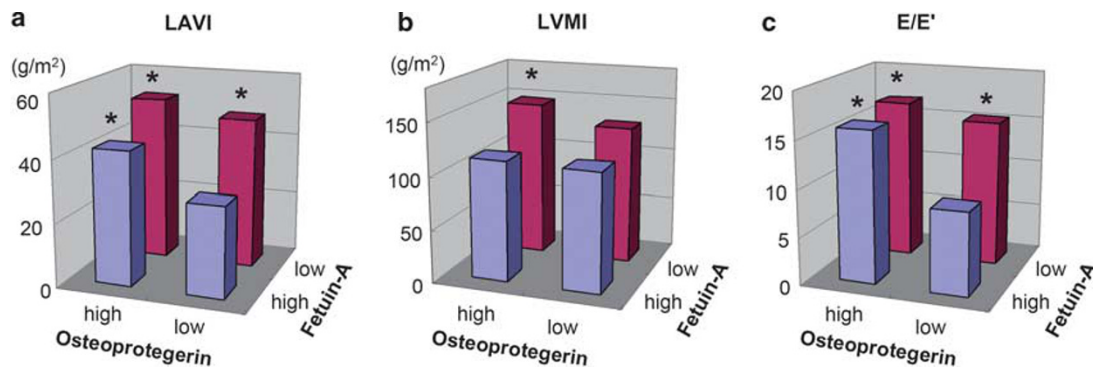 a LAVI
(g/m²)
60
40
20
0
* * *
high low
Osteoprotegerin
low
high
Fetuin-A
b LVMI
(g/m²)
150
100
50
0
*
high low
Osteoprotegerin
low
high
Fetuin-A
c E/E'
20
15
10
5
0
* * *
high low
Osteoprotegerin
low
high
Fetuin-A